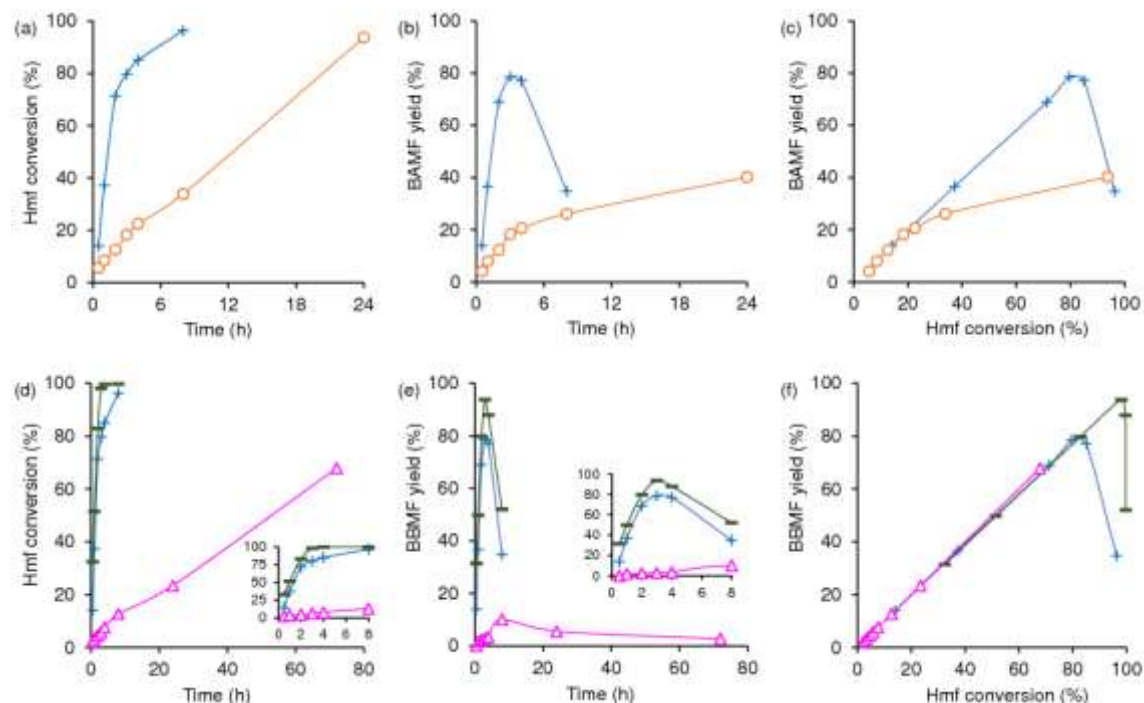 (a)
Hmf conversion (%)
100
80
60
40
20
0
0 6 12 18 24
Time (h)
(b)
BAMF yield (%)
100
80
60
40
20
0
0 6 12 18 24
Time (h)
(c)
BAMF yield (%)
100
80
60
40
20
0
0 20 40 60 80 100
Hmf conversion (%)
(d)
Hmf conversion (%)
100
80
60
40
20
0
0 20 40 60 80
Time (h)
100
75
50
25
0
0 2 4 6 8
(e)
BBMF yield (%)
100
80
60
40
20
0
0 20 40 60 80
Time (h)
100
80
60
40
20
0
0 2 4 6 8
(f)
BBMF yield (%)
100
80
60
40
20
0
0 20 40 60 80 100
Hmf conversion (%)